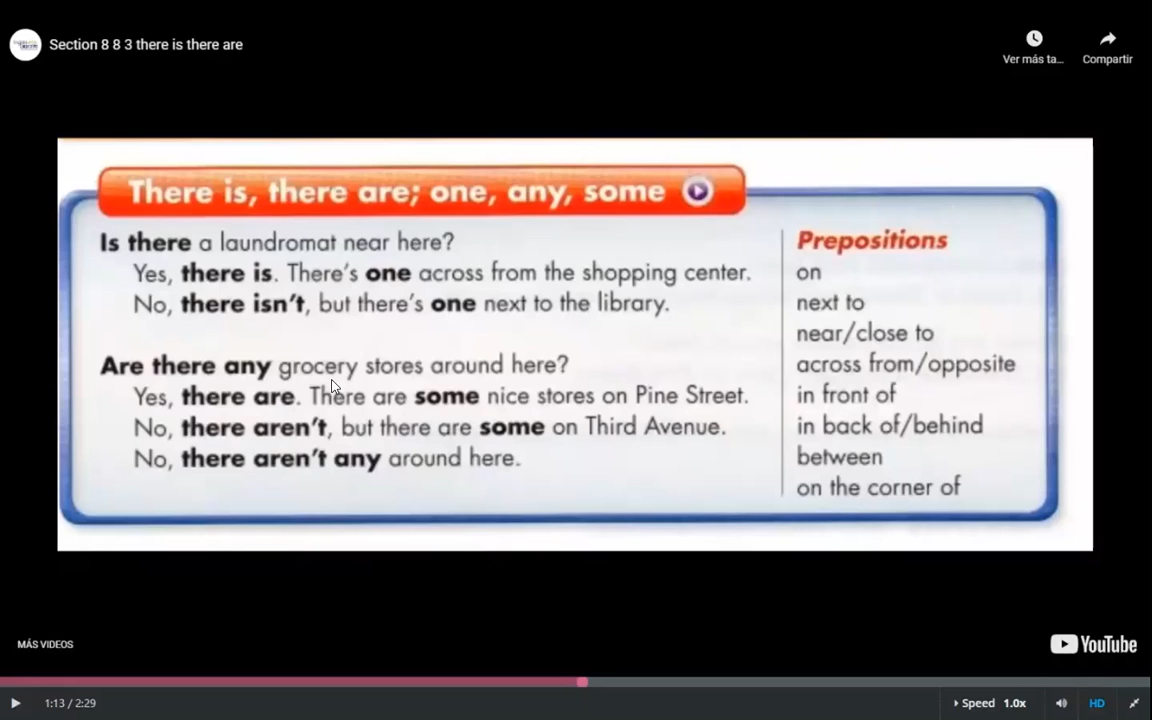 Section 8 8 3 there is there are
Ver más ta...
Compartir
There is, there are; one, any, some
Is there a laundromat near here?
Yes, there is. There's one across from the shopping center.
No, there isn't, but there's one next to the library.
Are there any grocery stores around here?
Yes, there are. There are some nice stores on Pine Street.
No, there aren't, but there are some on Third Avenue.
No, there aren't any around here.
Prepositions
on
next to
near/close to
across from/opposite
in front of
in back of/behind
between
on the corner of
MÁS VIDEOS
YouTube
1:13 / 2:29
Speed 1.0x
HD